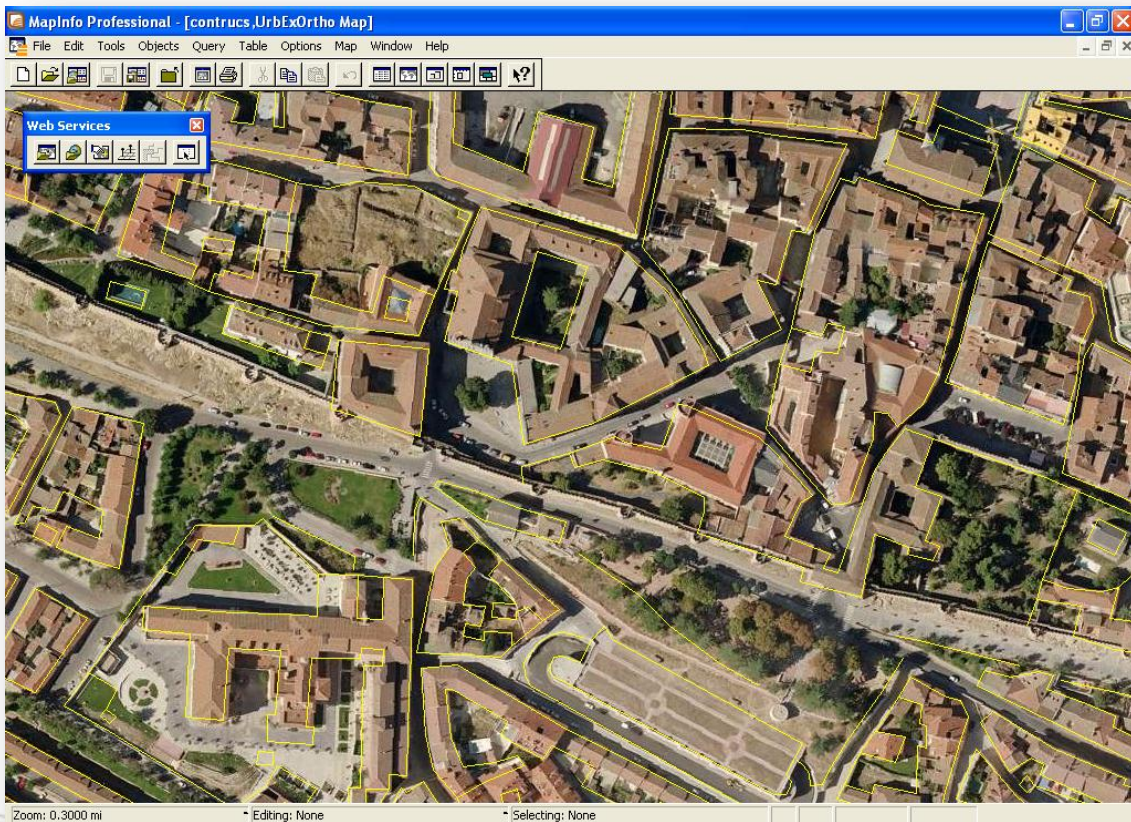 MapInfo Professional - [contrucs,UrbExOrtho Map]
File Edit Tools Objects Query Table Options Map Window Help
Web Services
Zoom: 0.3000 mi Editing: None Selecting: None